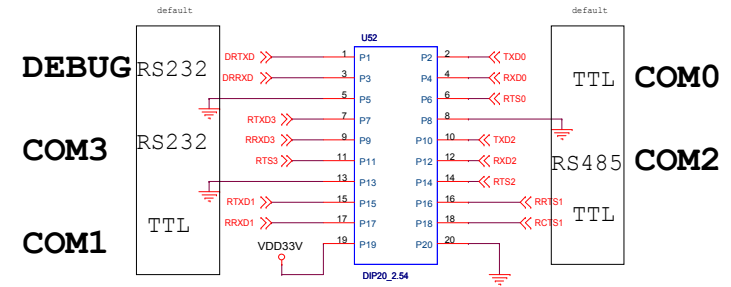 default
default
U52
DEBUG
RS232
DRTXD
1
P1
P2
2
TXD0
TTL
COM0
DRRXD
3
P3
P4
4
RXD0
5
P5
P6
6
RTS0
COM3
RS232
RTXD3
7
P7
P8
8
RRXD3
9
P9
P10
10
TXD2
RS485
COM2
RTS3
11
P11
P12
12
RXD2
13
P13
P14
14
RTS2
COM1
TTL
RTXD1
15
P15
P16
16
RRTS1
TTL
RRXD1
17
P17
P18
18
RCTS1
VDD33V
19
P19
P20
20
DIP20_2.54